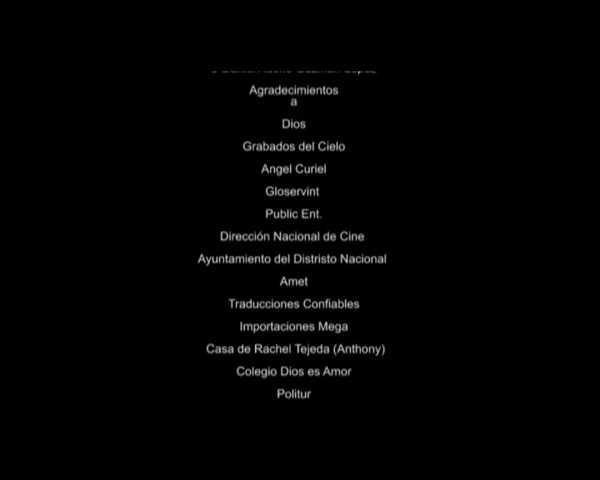 Agradecimientos
a
Dios
Grabados del Cielo
Angel Curiel
Gloservint
Public Ent.
Dirección Nacional de Cine
Ayuntamiento del Distristo Nacional
Amet
Traducciones Confiables
Importaciones Mega
Casa de Rachel Tejeda (Anthony)
Colegio Dios es Amor
Politur